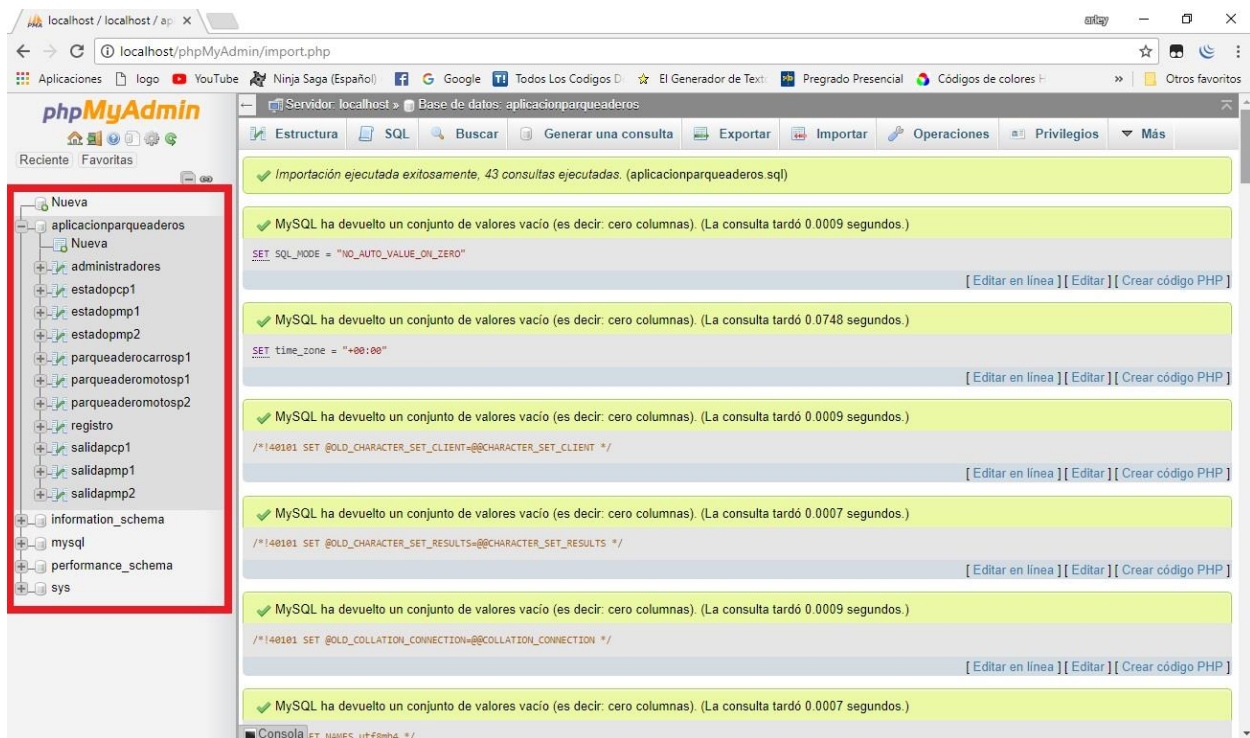 localhost / localhost / ap
localhost/phpMyAdmin/import.php
Aplicaciones logo YouTube Ninja Saga (Español) Google Todos Los Codigos D El Generador de Text Pregrado Presencial Códigos de colores H » Otros favoritos
phpMyAdmin
Reciente Favoritas
Nueva
aplicacionparqueaderos
Nueva
administradores
estadopcp1
estadopmp1
estadopmp2
parqueaderocarrosp1
parqueaderomotosp1
parqueaderomotosp2
registro
salidapcp1
salidapmp1
salidapmp2
information_schema
mysql
performance_schema
sys
Servidor: localhost » Base de datos: aplicacionparqueaderos
Estructura SQL Buscar Generar una consulta Exportar Importar Operaciones Privilegios Más
Importación ejecutada exitosamente, 43 consultas ejecutadas. (aplicacionparqueaderos.sql)
MySQL ha devuelto un conjunto de valores vacío (es decir: cero columnas). (La consulta tardó 0.0009 segundos.)
SET SQL_MODE = "NO_AUTO_VALUE_ON_ZERO"
[ Editar en línea ] [ Editar ] [ Crear código PHP ]
MySQL ha devuelto un conjunto de valores vacío (es decir: cero columnas). (La consulta tardó 0.0748 segundos.)
SET time_zone = "+00:00"
[ Editar en línea ] [ Editar ] [ Crear código PHP ]
MySQL ha devuelto un conjunto de valores vacío (es decir: cero columnas). (La consulta tardó 0.0009 segundos.)
/*!40101 SET @OLD_CHARACTER_SET_CLIENT=@@CHARACTER_SET_CLIENT */
[ Editar en línea ] [ Editar ] [ Crear código PHP ]
MySQL ha devuelto un conjunto de valores vacío (es decir: cero columnas). (La consulta tardó 0.0007 segundos.)
/*!40101 SET @OLD_CHARACTER_SET_RESULTS=@@CHARACTER_SET_RESULTS */
[ Editar en línea ] [ Editar ] [ Crear código PHP ]
MySQL ha devuelto un conjunto de valores vacío (es decir: cero columnas). (La consulta tardó 0.0009 segundos.)
/*!40101 SET @OLD_COLLATION_CONNECTION=@@COLLATION_CONNECTION */
[ Editar en línea ] [ Editar ] [ Crear código PHP ]
MySQL ha devuelto un conjunto de valores vacío (es decir: cero columnas). (La consulta tardó 0.0007 segundos.)
Consola NAMES utf8mb4 */